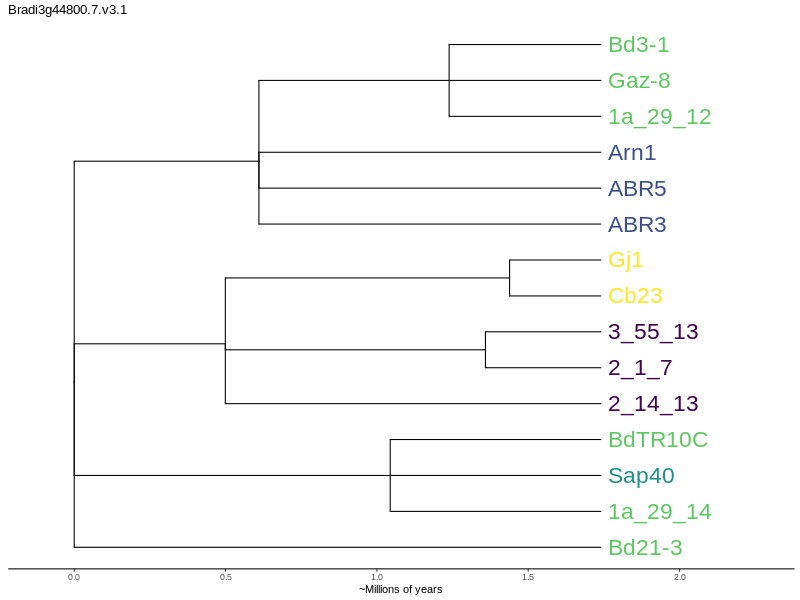 Bradi3g44800.7.v3.1
Bd3-1
Gaz-8
1a_29_12
Arn1
ABR5
ABR3
Gj1
Cb23
3_55_13
2_1_7
2_14_13
BdTR10C
Sap40
1a_29_14
Bd21-3
0.0 0.5 1.0 1.5 2.0
~Millions of years